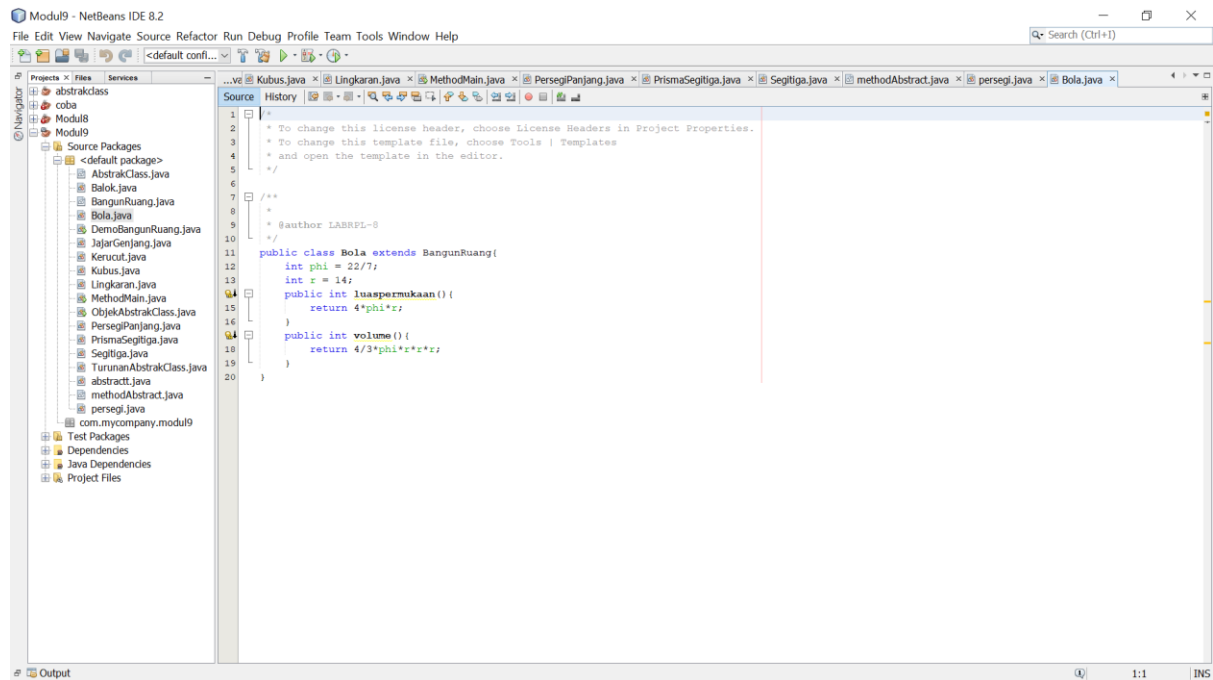 Modul9 - NetBeans IDE 8.2
File Edit View Navigate Source Refactor Run Debug Profile Team Tools Window Help
Search (Ctrl+I)
<default confi...
Projects Files Services
...va Kubus.java Lingkaran.java MethodMain.java PersegiPanjang.java PrismaSegitiga.java Segitiga.java methodAbstract.java persegi.java Bola.java
Navigator
abstrakclass
coba
Modul8
Modul9
Source Packages
<default package>
AbstrakClass.java
Balok.java
BangunRuang.java
Bola.java
DemoBangunRuang.java
JajarGenjang.java
Kerucut.java
Kubus.java
Lingkaran.java
MethodMain.java
ObjekAbstrakClass.java
PersegiPanjang.java
PrismaSegitiga.java
Segitiga.java
TurunanAbstrakClass.java
abstractt.java
methodAbstract.java
persegi.java
com.mycompany.modul9
Test Packages
Dependencies
Java Dependencies
Project Files
Source History
1 /*
2 * To change this license header, choose License Headers in Project Properties.
3 * To change this template file, choose Tools | Templates
4 * and open the template in the editor.
5 */
6
7 /**
8 *
9 * @author LABRPL-8
10 */
11 public class Bola extends BangunRuang{
12 int phi = 22/7;
13 int r = 14;
public int luaspermukaan(){
15 return 4*phi*r;
16 }
public int volume(){
18 return 4/3*phi*r*r*r;
19 }
20 }
Output
1:1 INS